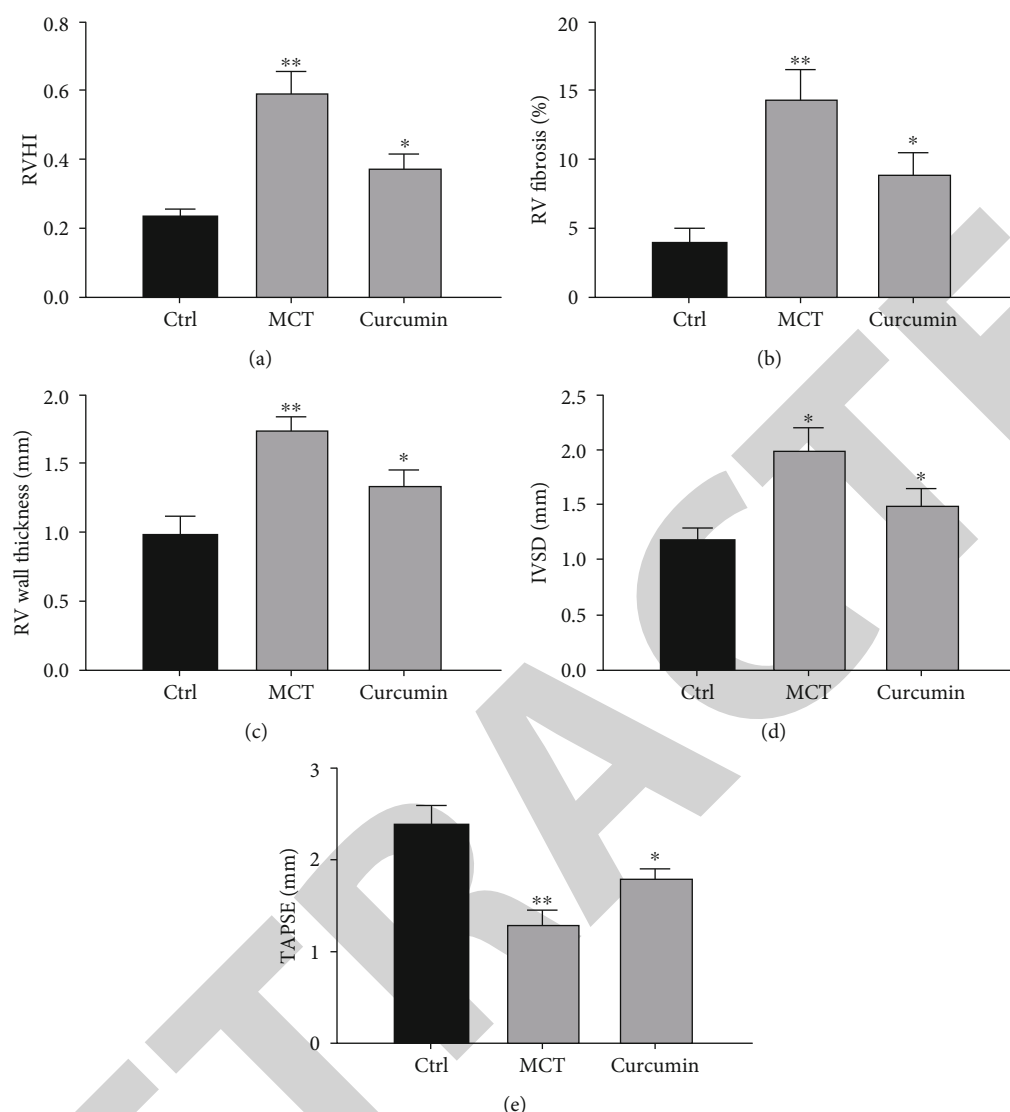 0.8
0.6
0.4
0.2
0.0
RVHI
**
*
Ctrl MCT Curcumin
(a)
20
15
10
5
0
RV fibrosis (%)
**
*
Ctrl MCT Curcumin
(b)
2.0
1.5
1.0
0.5
0.0
RV wall thickness (mm)
**
*
Ctrl MCT Curcumin
(c)
2.5
2.0
1.5
1.0
0.5
0.0
IVSD (mm)
*
*
Ctrl MCT Curcumin
(d)
3
2
1
0
TAPSE (mm)
**
*
Ctrl MCT Curcumin
(e)
TRACTE